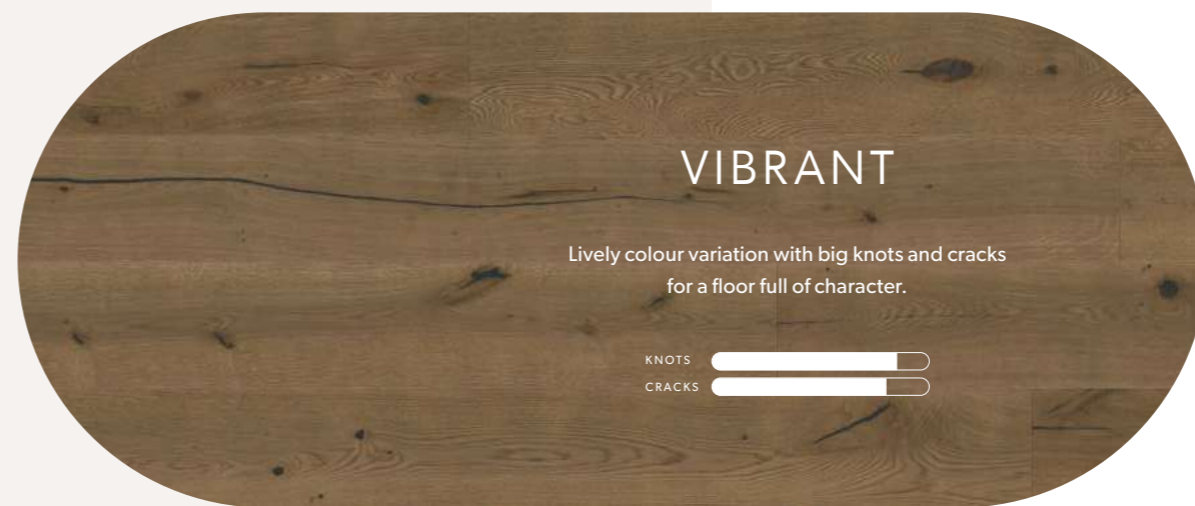 VIBRANT
Lively colour variation with big knots and cracks
for a floor full of character.
KNOTS
CRACKS